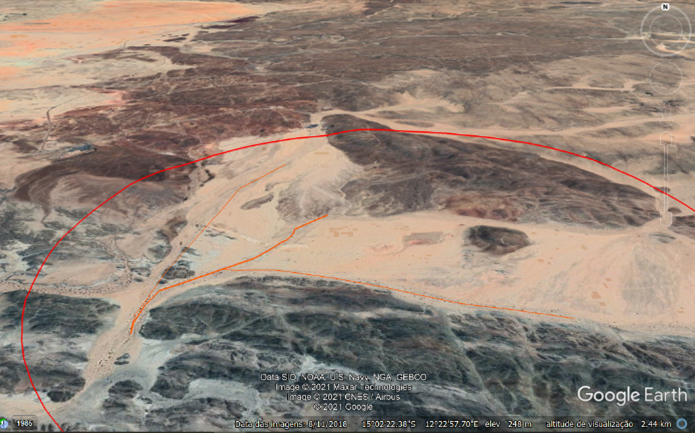 N
Data SIO, NOAA, U.S. Navy, NGA, GEBCO
Image © 2021 Maxar Technologies
Image © 2021 CNES / Airbus
© 2021 Google
Google Earth
1986
Data das imagens: 8/11/2018 15°02'22.38"S 12°22'57.70"E elev 248 m altitude de visualização 2.44 km